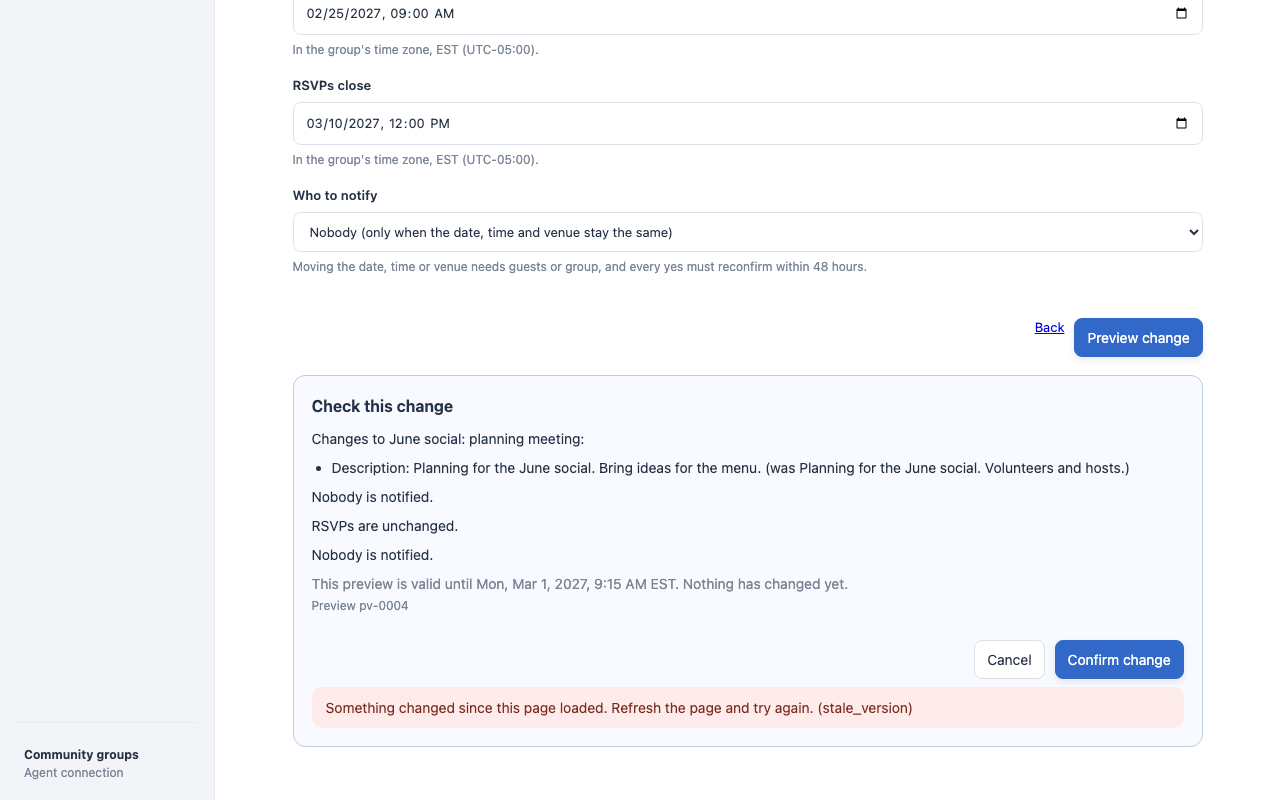 02/25/2027, 09:00 AM
In the group's time zone, EST (UTC-05:00).
RSVPs close
03/10/2027, 12:00 PM
In the group's time zone, EST (UTC-05:00).
Who to notify
Nobody (only when the date, time and venue stay the same)
Moving the date, time or venue needs guests or group, and every yes must reconfirm within 48 hours.
Back
Preview change
Check this change
Changes to June social: planning meeting:
• Description: Planning for the June social. Bring ideas for the menu. (was Planning for the June social. Volunteers and hosts.)
Nobody is notified.
RSVPs are unchanged.
Nobody is notified.
This preview is valid until Mon, Mar 1, 2027, 9:15 AM EST. Nothing has changed yet.
Preview pv-0004
Cancel
Confirm change
Something changed since this page loaded. Refresh the page and try again. (stale_version)
Community groups
Agent connection